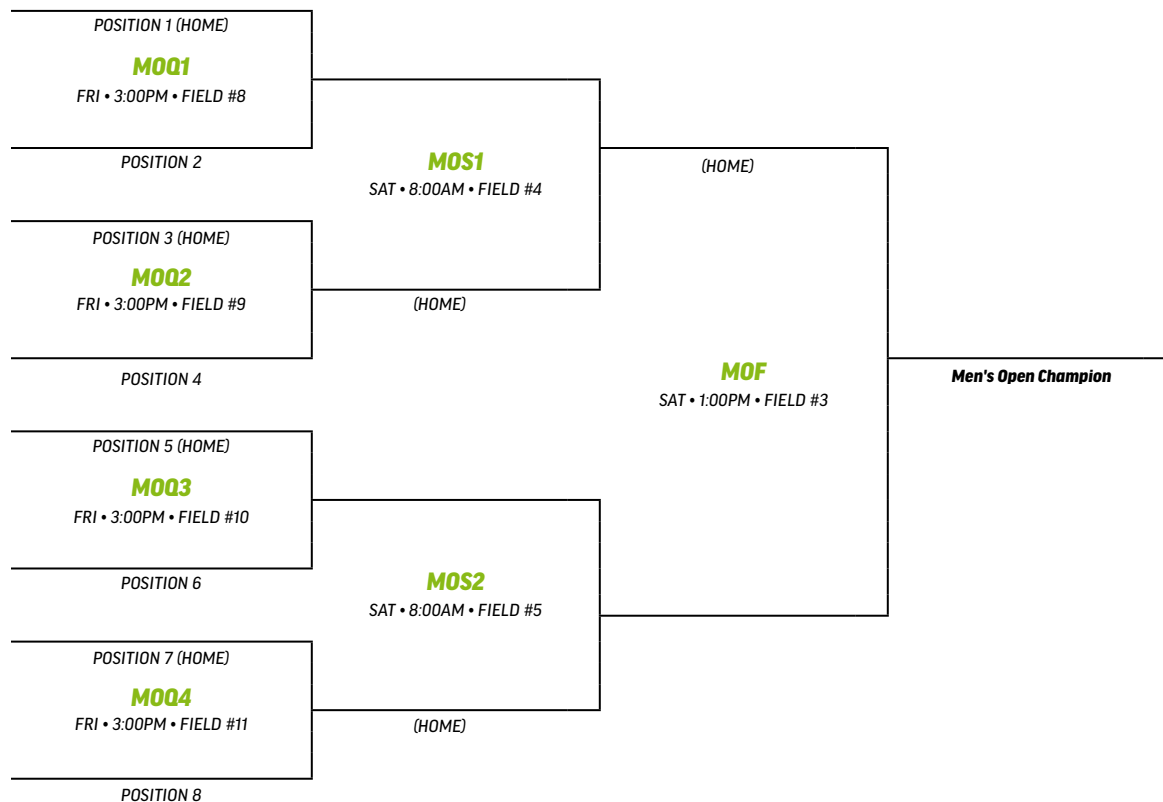 POSITION 1 (HOME)
MOQ1
FRI • 3:00PM • FIELD #8
POSITION 2
POSITION 3 (HOME)
MOQ2
FRI • 3:00PM • FIELD #9
POSITION 4
POSITION 5 (HOME)
MOQ3
FRI • 3:00PM • FIELD #10
POSITION 6
POSITION 7 (HOME)
MOQ4
FRI • 3:00PM • FIELD #11
POSITION 8
MOS1
SAT • 8:00AM • FIELD #4
(HOME)
MOS2
SAT • 8:00AM • FIELD #5
(HOME)
(HOME)
MOF
SAT • 1:00PM • FIELD #3
Men's Open Champion